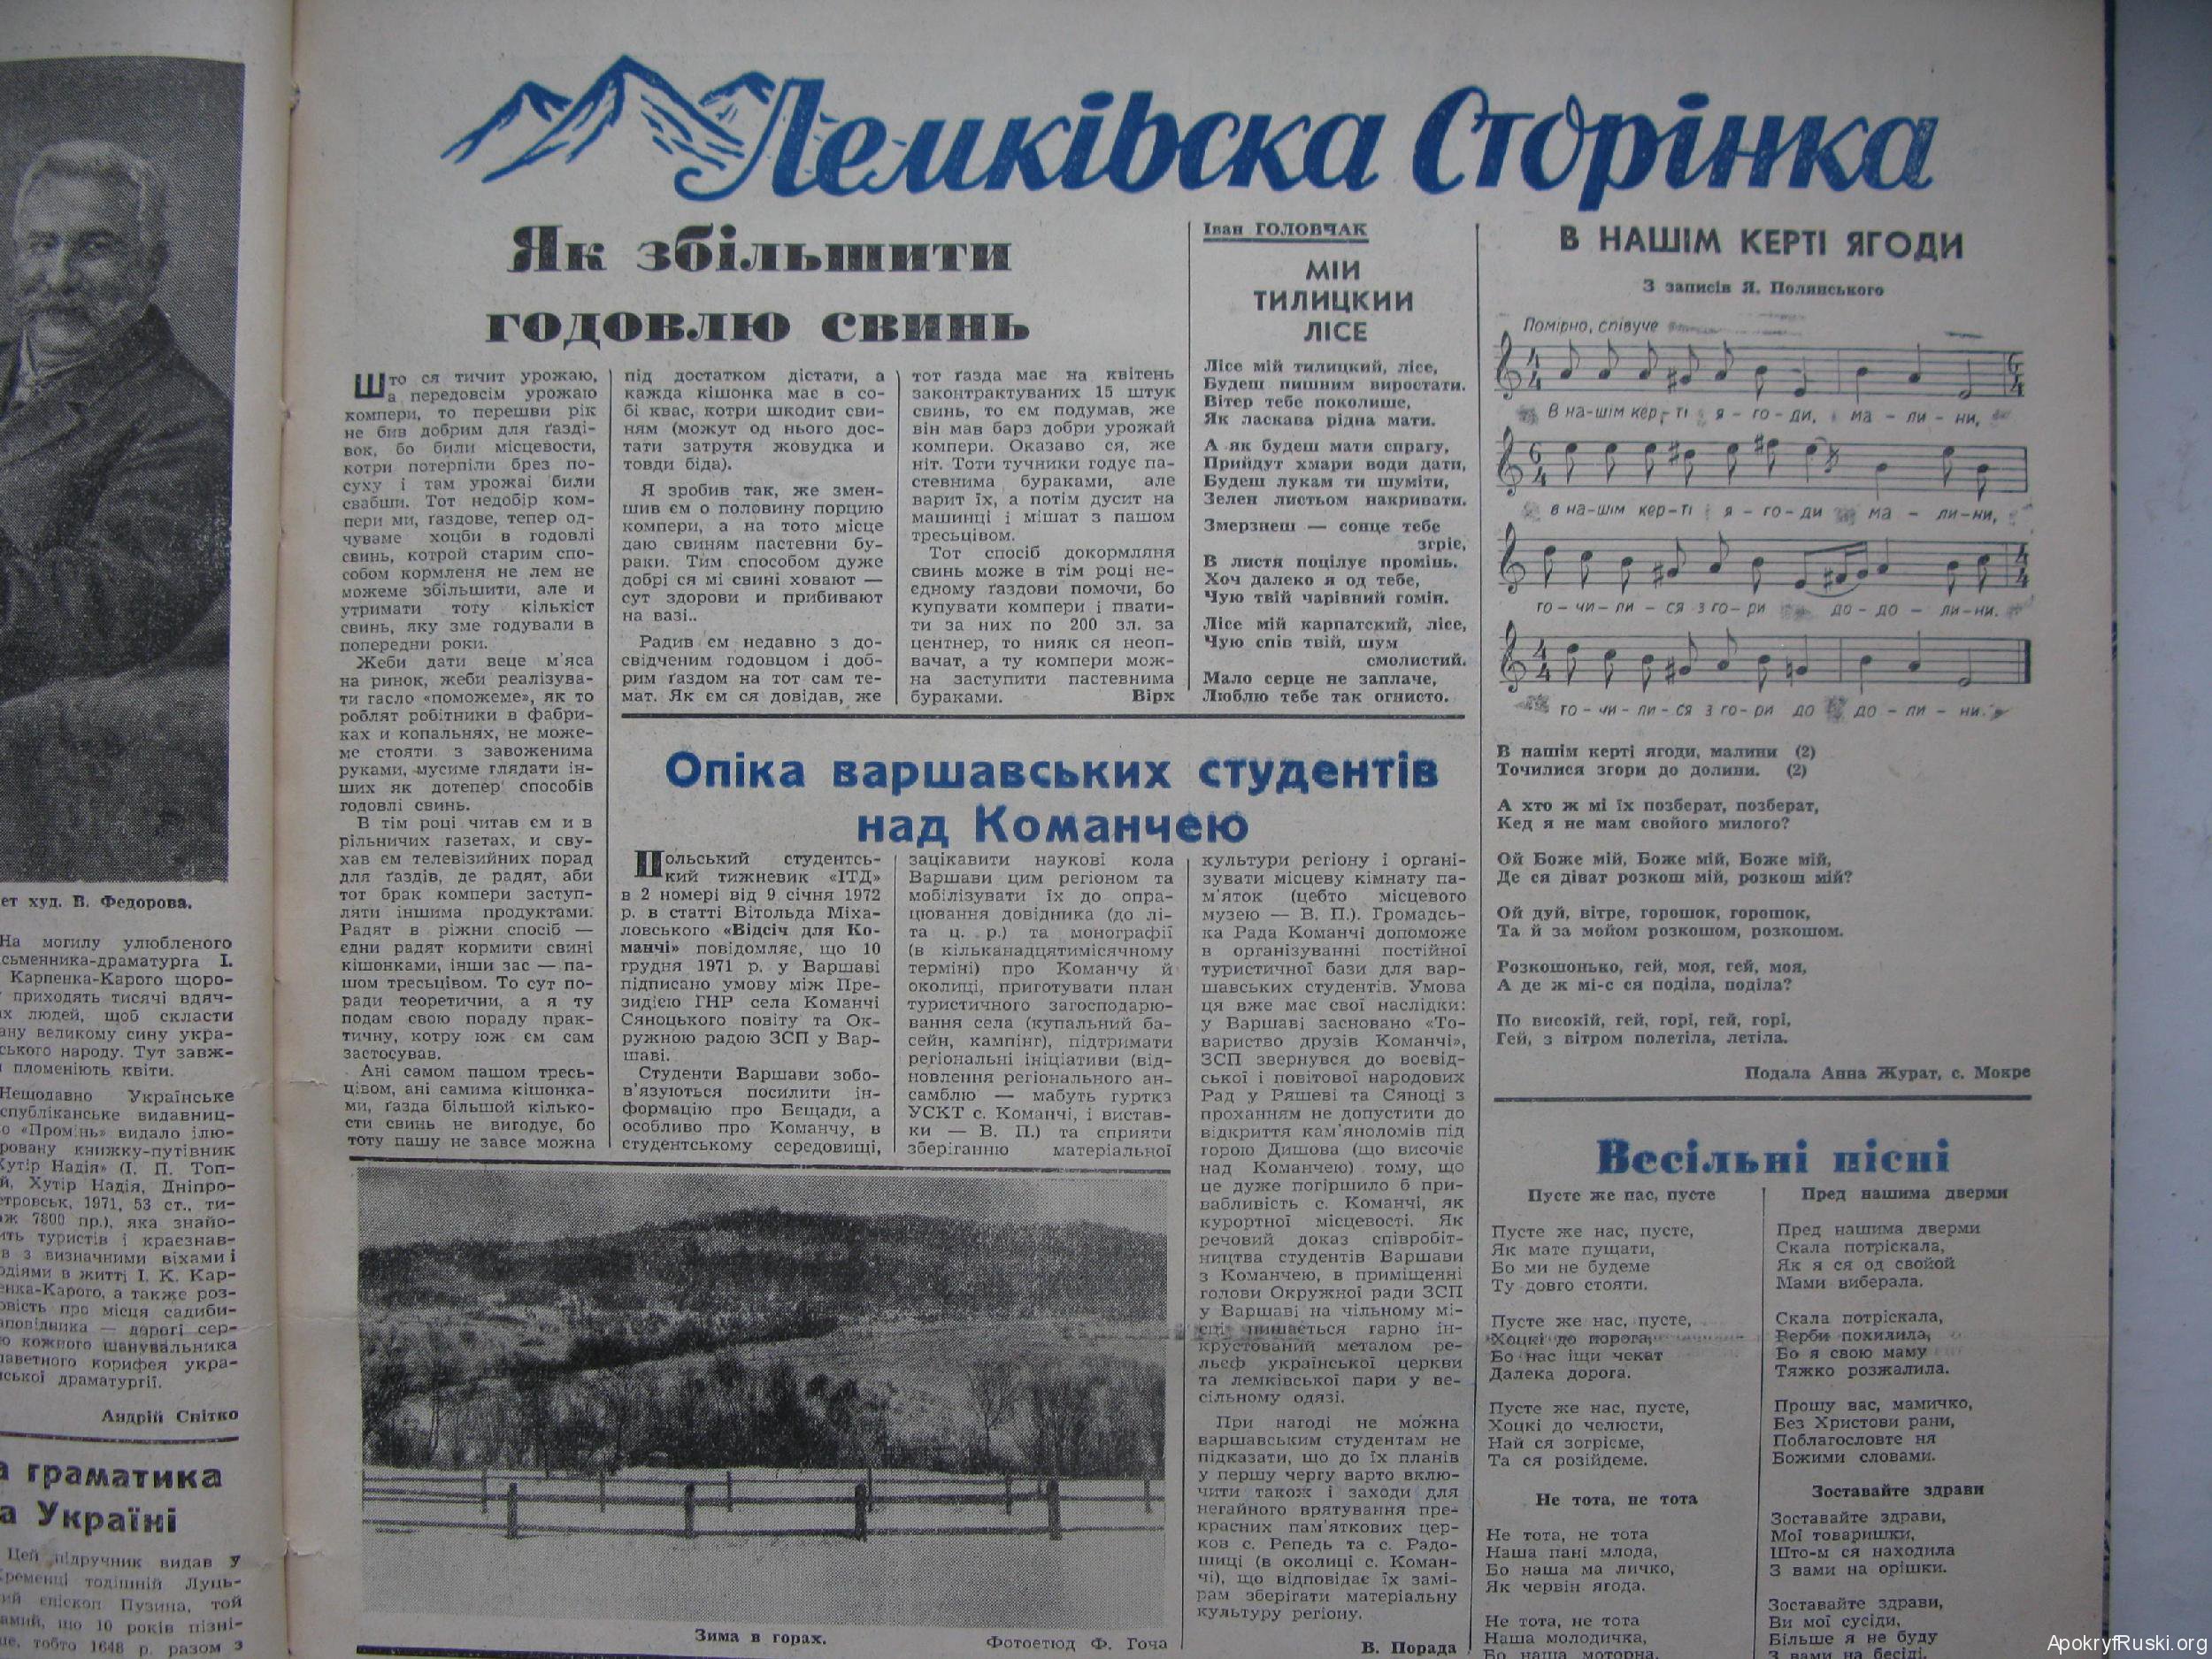 Лемківска Сторінка
Як збільшити
годовлю свинь
Што ся тичит урожаю,
а передовсім урожаю
компери, то перешви рік
не бив добрим для ґазді-
вок, бо били місцевости,
котри потерпіли брез по-
суху і там урожаї били
свабши. Тот недобір ком-
пери ми, ґаздове, тепер од-
чуваме хоцби в годовлі
свинь, котрой старим спо-
собом кормленя не лем не
можеме збільшити, але и
утримати тоту кількіст
свинь, яку зме годували в
попередни роки.
Жеби дати веце м'яса
на ринок, жеби реалізува-
ти гасло «поможеме», як то
роблят робітники в фабри-
ках и копальнях, не може-
ме стояти з завоженима
руками, мусиме глядати ін-
ших як дотепер способів
годовлі свинь.
В тім році читав єм и в
рільничих газетах, и сву-
хав єм телевізийних порад
для ґаздів, де радят, аби
тот брак компери заступ-
ляти іншима продуктами.
Радят в ріжни спосіб —
єдни радят кормити свині
кішонками, інши зас — па-
шом тресьцівом. То сут по-
ради теоретични, а я ту
подам свою пораду прак-
тичну, котру юж єм сам
застосував.
Ані самом пашом тресь-
цівом, ані самима кішонка-
ми, ґазда більшой кілько-
сти свинь не вигодує, бо
тоту пашу не завсе можна
під достатком дістати, а
кажда кішонка має в со-
бі квас, котри шкодит сви-
ням (можут од нього дос-
тати затрутя жовудка и
товди біда).
Я зробив так, же змен-
шив єм о половину порцию
компери, а на тото місце
даю свиням пастевни бу-
раки. Тим способом дуже
добрі ся мі свині ховают —
сут здорови и прибивают
на вазі..
Радив єм недавно з до-
свідченим годовцом і доб-
рим ґаздом на тот сам те-
мат. Як єм ся довідав, же
тот ґазда має на квітень
законтрактуваних 15 штук
свинь, то єм подумав, же
він мав барз добри урожай
компери. Оказаво ся, же
ніт. Тоти тучники годує па-
стевнима бураками, але
варит їх, а потім дусит на
машинці і мішат з пашом
тресьцівом.
Тот спосіб докормляня
свинь може в тім році не-
єдному ґаздови помочи, бо
купувати компери і пвати-
ти за них по 200 зл. за
центнер, то нияк ся неоп-
вачат, а ту компери мож-
на заступити пастевнима
бураками. Вірх
Іван ГОЛОВЧАК
МІЙ
ТИЛИЦКИЙ
ЛІСЕ
Лісе мій тилицкий, лісе,
Будеш пишним виростати.
Вітер тебе поколише,
Як ласкава рідна мати.
А як будеш мати спрагу,
Прийдут хмари води дати,
Будеш лукам ти шуміти,
Зелен листьом накривати.
Змерзнеш — сонце тебе
згріє,
В листя поцілує промінь.
Хоч далеко я од тебе,
Чую твій чарівний гомін.
Лісе мій карпатский, лісе,
Чую спів твій, шум
смолистий.
Мало серце не заплаче,
Люблю тебе так огнисто.
В НАШІМ КЕРТІ ЯГОДИ
З записів Я. Полянського
Помірно, співуче
В на-шім кер-ті я-го-ди, ма-ли-ни,
в на-шім кер-ті я-го-ди ма-ли-ни,
то-чи-ли-ся з го-ри до-до-ли-ни.
то-чи-ли-ся з го-ри до до-ли-ни.
В нашім керті ягоди, малини (2)
Точилися згори до долини. (2)
А хто ж мі їх позберат, позберат,
Кед я не мам свойого милого?
Ой Боже мій, Боже мій, Боже мій,
Де ся діват розкош мій, розкош мій?
Ой дуй, вітре, горошок, горошок,
Та й за мойом розкошом, розкошом.
Розкошонько, гей, моя, гей, моя,
А де ж мі-с ся поділа, поділа?
По високій, гей, горі, гей, горі,
Гей, з вітром полетіла, летіла.
Подала Анна Журат, с. Мокре
Опіка варшавських студентів
над Команчею
Польський студентсь-
кий тижневик «ІТД»
в 2 номері від 9 січня 1972
р. в статті Вітольда Міха-
ловського «Відсіч для Ко-
манчі» повідомляє, що 10
грудня 1971 р. у Варшаві
підписано умову між Пре-
зидією ГНР села Команчі
Сяноцького повіту та Ок-
ружною радою ЗСП у Вар-
шаві.
Студенти Варшави зобо-
в'язуються посилити ін-
формацію про Бещади, а
особливо про Команчу, в
студентському середовищі,
зацікавити наукові кола
Варшави цим регіоном та
мобілізувати їх до опра-
цювання довідника (до лі-
та ц. р.) та монографії
(в кільканадцятимісячному
терміні) про Команчу й
околиці, приготувати план
туристичного загосподарю-
вання села (купальний ба-
сейн, кампінг), підтримати
регіональні ініціативи (від-
новлення регіонального ан-
самблю — мабуть гуртка
УСКТ с. Команчі, і вистав-
ки — В. П.) та сприяти
зберіганню матеріальної
культури регіону і органі-
зувати місцеву кімнату па-
м'яток (цебто місцевого
музею — В. П.). Громадсь-
ка Рада Команчі допоможе
в організуванні постійної
туристичної бази для вар-
шавських студентів. Умова
ця вже має свої наслідки:
у Варшаві засновано «То-
вариство друзів Команчі»,
ЗСП звернувся до воєвід-
ської і повітової народових
Рад у Ряшеві та Сяноці з
проханням не допустити до
відкриття кам'яноломів під
горою Дишова (що височіє
над Команчею) тому, що
це дуже погіршило б при-
вабливість с. Команчі, як
курортної місцевості. Як
речовий доказ співробіт-
ництва студентів Варшави
з Команчею, в приміщенні
голови Окружної ради ЗСП
у Варшаві на чільному мі-
сці пишається гарно ін-
крустований металом ре-
льєф української церкви
та лемківської пари у ве-
сільному одязі.
При нагоді не можна
варшавським студентам не
підказати, що до їх планів
у першу чергу варто вклю-
чити також і заходи для
негайного врятування пре-
красних пам'яткових цер-
ков с. Репедь та с. Радо-
шиці (в околиці с. Коман-
чі), що відповідає їх замі-
рам зберігати матеріальну
культуру регіону.
В. Порада
Зима в горах.
Фотоетюд Ф. Гоча
Весільні пісні
Пусте же нас, пусте
Пусте же нас, пусте,
Як мате пущати,
Бо ми не будеме
Ту довго стояти.
Пусте же нас, пусте,
Хоцкі до порога,
Бо нас іщи чекат
Далека дорога.
Пусте же нас, пусте,
Хоцкі до челюсти,
Най ся зогрієме,
Та ся розійдеме.
Не тота, не тота
Не тота, не тота
Наша пані млода,
Бо наша ма личко,
Як червін ягода.
Не тота, не тота
Наша молодичка,
Бо наша моторна,
Пред нашима дверми
Пред нашима дверми
Скала потріскала,
Як я ся од свойой
Мами виберала.
Скала потріскала,
Верби похилила,
Бо я свою маму
Тяжко розжалила.
Прошу вас, мамичко,
Без Христови рани,
Поблагословте ня
Божими словами.
Зоставайте здрави
Зоставайте здрави,
Мої товаришки,
Што-м ся находила
З вами на орішки.
Зоставайте здрави,
Ви мої сусіди,
Більше я не буду
З вами на бесіді.
ет худ. В. Федорова.
На могилу улюбленого
сьменника-драматурга І.
Карпенка-Карого щоро-
приходять тисячі вдяч-
х людей, щоб скласти
ану великому сину укра-
ського народу. Тут завж-
пломеніють квіти.
Нещодавно Українське
спубліканське видавниц-
о «Промінь» видало ілю-
ровану книжку-путівник
Хутір Надія» (І. П. Топ-
й, Хутір Надія, Дніпро-
етровськ, 1971, 53 ст., ти-
аж 7800 пр.), яка знайо-
ить туристів і краєзнав-
в з визначними віхами і
одіями в житті І. К. Кар-
енка-Карого, а також роз-
овість про місця садиби-
аповідника — дорогі сер-
ю кожного шанувальника
лаветного корифея укра-
нської драматургії.
Андрій Снітко
а граматика
а Україні
Цей підручник видав у
Кременці тодішній Луць-
ий єпіскоп Пузина, той
амий, що 10 років пізні-
ше, тобто 1648 р. разом з
ApokryfRuski.org